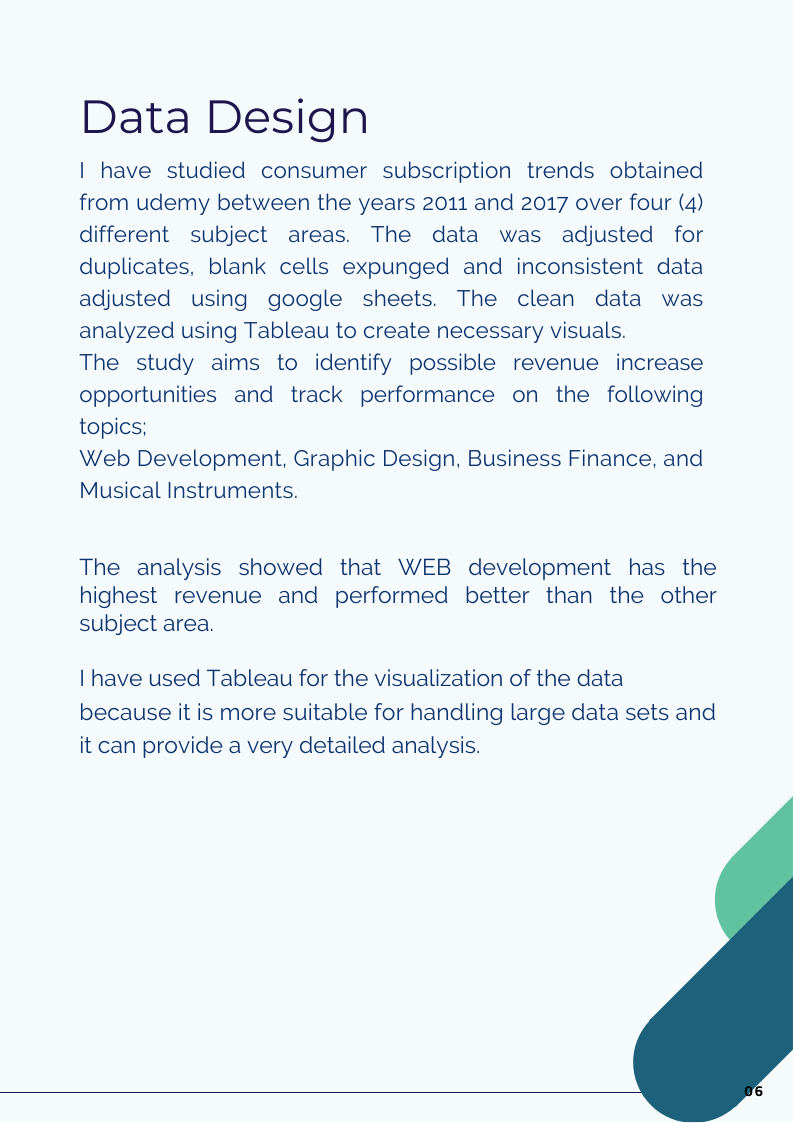 Data Design
I have studied consumer subscription trends obtained
from udemy between the years 2011 and 2017 over four (4)
different subject areas. The data was adjusted for
duplicates, blank cells expunged and inconsistent data
adjusted using google sheets. The clean data was
analyzed using Tableau to create necessary visuals.
The study aims to identify possible revenue increase
opportunities and track performance on the following
topics;
Web Development, Graphic Design, Business Finance, and
Musical Instruments.
The analysis showed that WEB development has the
highest revenue and performed better than the other
subject area.
I have used Tableau for the visualization of the data
because it is more suitable for handling large data sets and
it can provide a very detailed analysis.
06